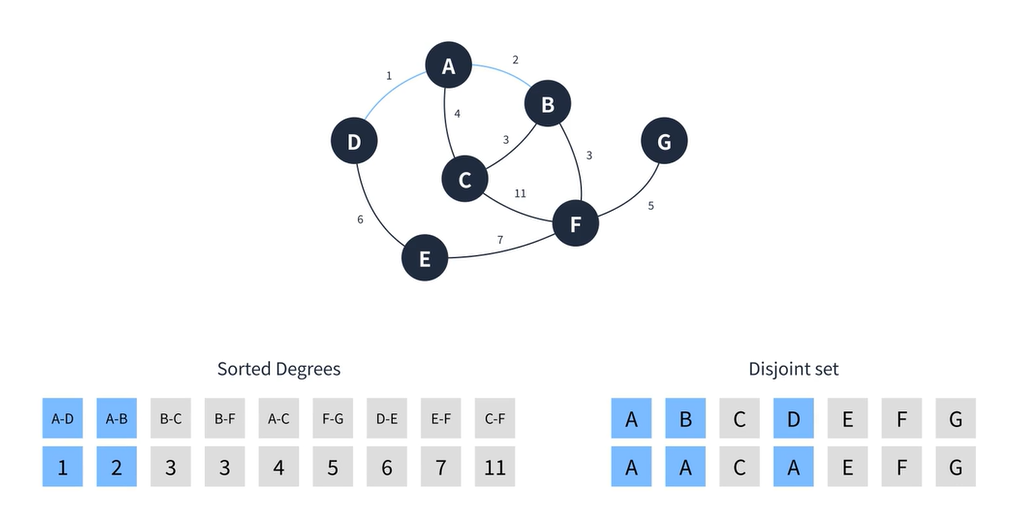 A
2
1
B
4
D
G
3
3
C
11
5
6
F
7
E
Sorted Degrees
Disjoint set
A-D A-B B-C B-F A-C F-G D-E E-F C-F
A B C D E F G
1 2 3 3 4 5 6 7 11
A A C A E F G